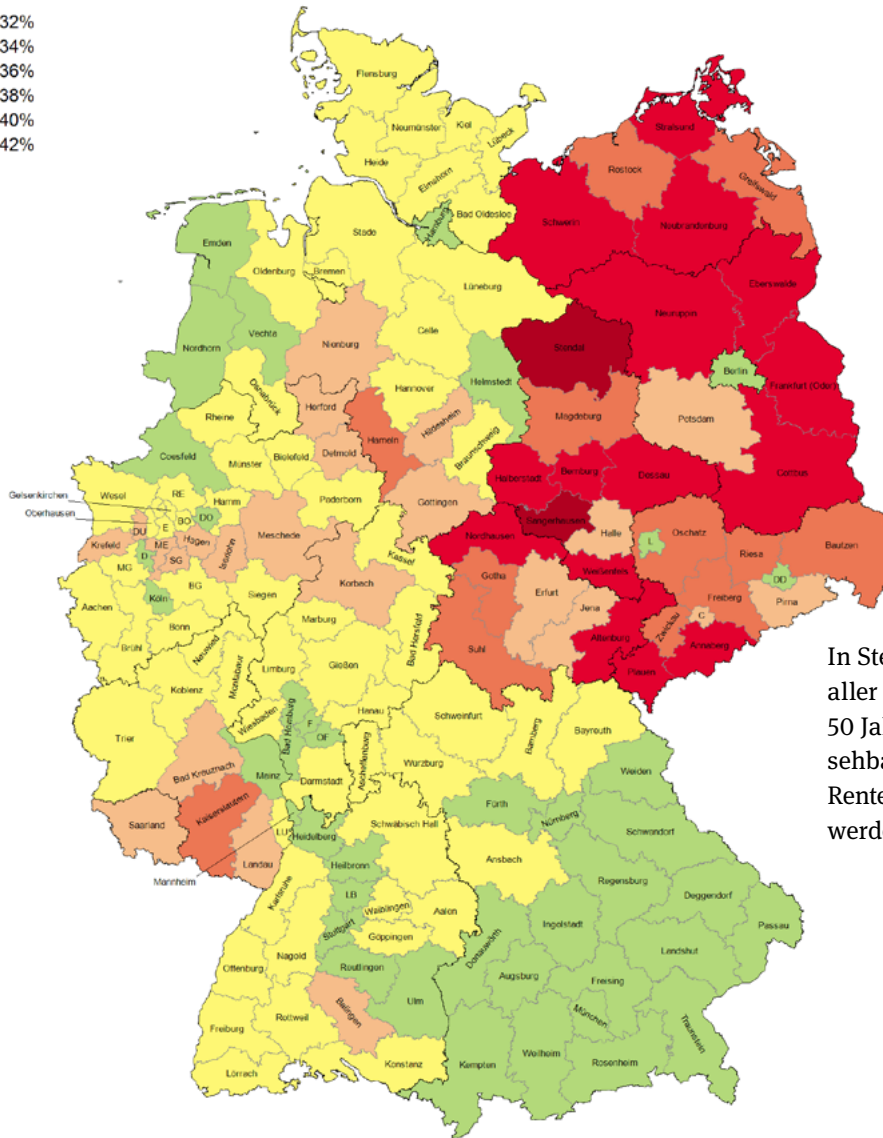 32%
34%
36%
38%
40%
42%
Flensburg
Neumünster
Kiel
Lübeck
Heide
Elmshorn
Hamburg
Bad Oldesloe
Stralsund
Rostock
Greifswald
Schwerin
Neubrandenburg
Emden
Oldenburg
Bremen
Stade
Lüneburg
Eberswalde
Neuruppin
Nordhorn
Vechta
Nienburg
Celle
Stendal
Berlin
Frankfurt (Oder)
Osnabrück
Hannover
Helmstedt
Rheine
Herford
Hameln
Hildesheim
Braunschweig
Magdeburg
Potsdam
Coesfeld
Münster
Bielefeld
Detmold
Halberstadt
Bernburg
Dessau
Cottbus
Gelsenkirchen
Wesel
RE
Hamm
Paderborn
Göttingen
Oberhausen
E
BO
DO
Sangerhausen
Halle
L
Oschatz
Krefeld
DU
ME
Hagen
Iserlohn
Meschede
Nordhausen
Riesa
Bautzen
MG
D
SG
Kassel
Korbach
Weißenfels
DD
Köln
BG
Siegen
Gotha
Erfurt
Jena
Freiberg
Pirna
Aachen
Bonn
Marburg
Bad Hersfeld
Altenburg
Zwickau
C
Annaberg
Brühl
Neuwied
Montabaur
Limburg
Gießen
Suhl
Plauen
Koblenz
Wiesbaden
Bad Homburg
F
OF
Hanau
Aschaffenburg
Schweinfurt
Bamberg
Bayreuth
Trier
Bad Kreuznach
Mainz
Darmstadt
Würzburg
Weiden
Saarland
Kaiserslautern
LU
Heidelberg
Schwäbisch Hall
Fürth
Nürnberg
Schwandorf
Landau
Mannheim
Heilbronn
Ansbach
Regensburg
Karlsruhe
LB
Waiblingen
Aalen
Deggendorf
Stuttgart
Göppingen
Donauwörth
Ingolstadt
Passau
Nagold
Landshut
Offenburg
Reutlingen
Ulm
Augsburg
Freising
Balingen
München
Freiburg
Rottweil
Traunstein
Lörrach
Konstanz
Kempten
Weilheim
Rosenheim
In Ste
aller
50 Jal
sehba
Rente
werde